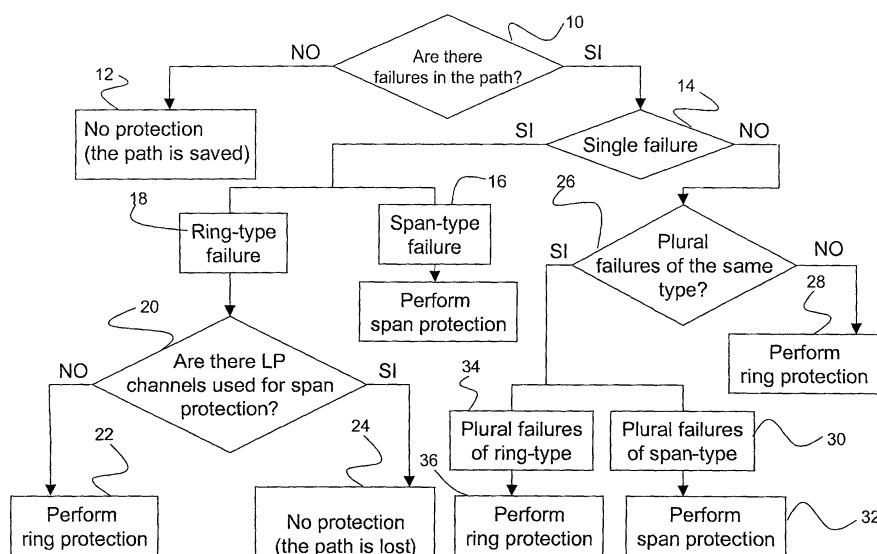 10
Are there
failures in the path?
NO
SI
12
No protection
(the path is saved)
14
Single failure
SI
NO
18
Ring-type
failure
16
Span-type
failure
Perform
span protection
26
Plural
failures of the same
type?
SI
NO
28
Perform
ring protection
20
Are there LP
channels used for span
protection?
NO
SI
22
Perform
ring protection
24
No protection
(the path is lost)
34
Plural failures
of ring-type
Plural failures
of span-type
30
36
Perform
ring protection
Perform
span protection
32